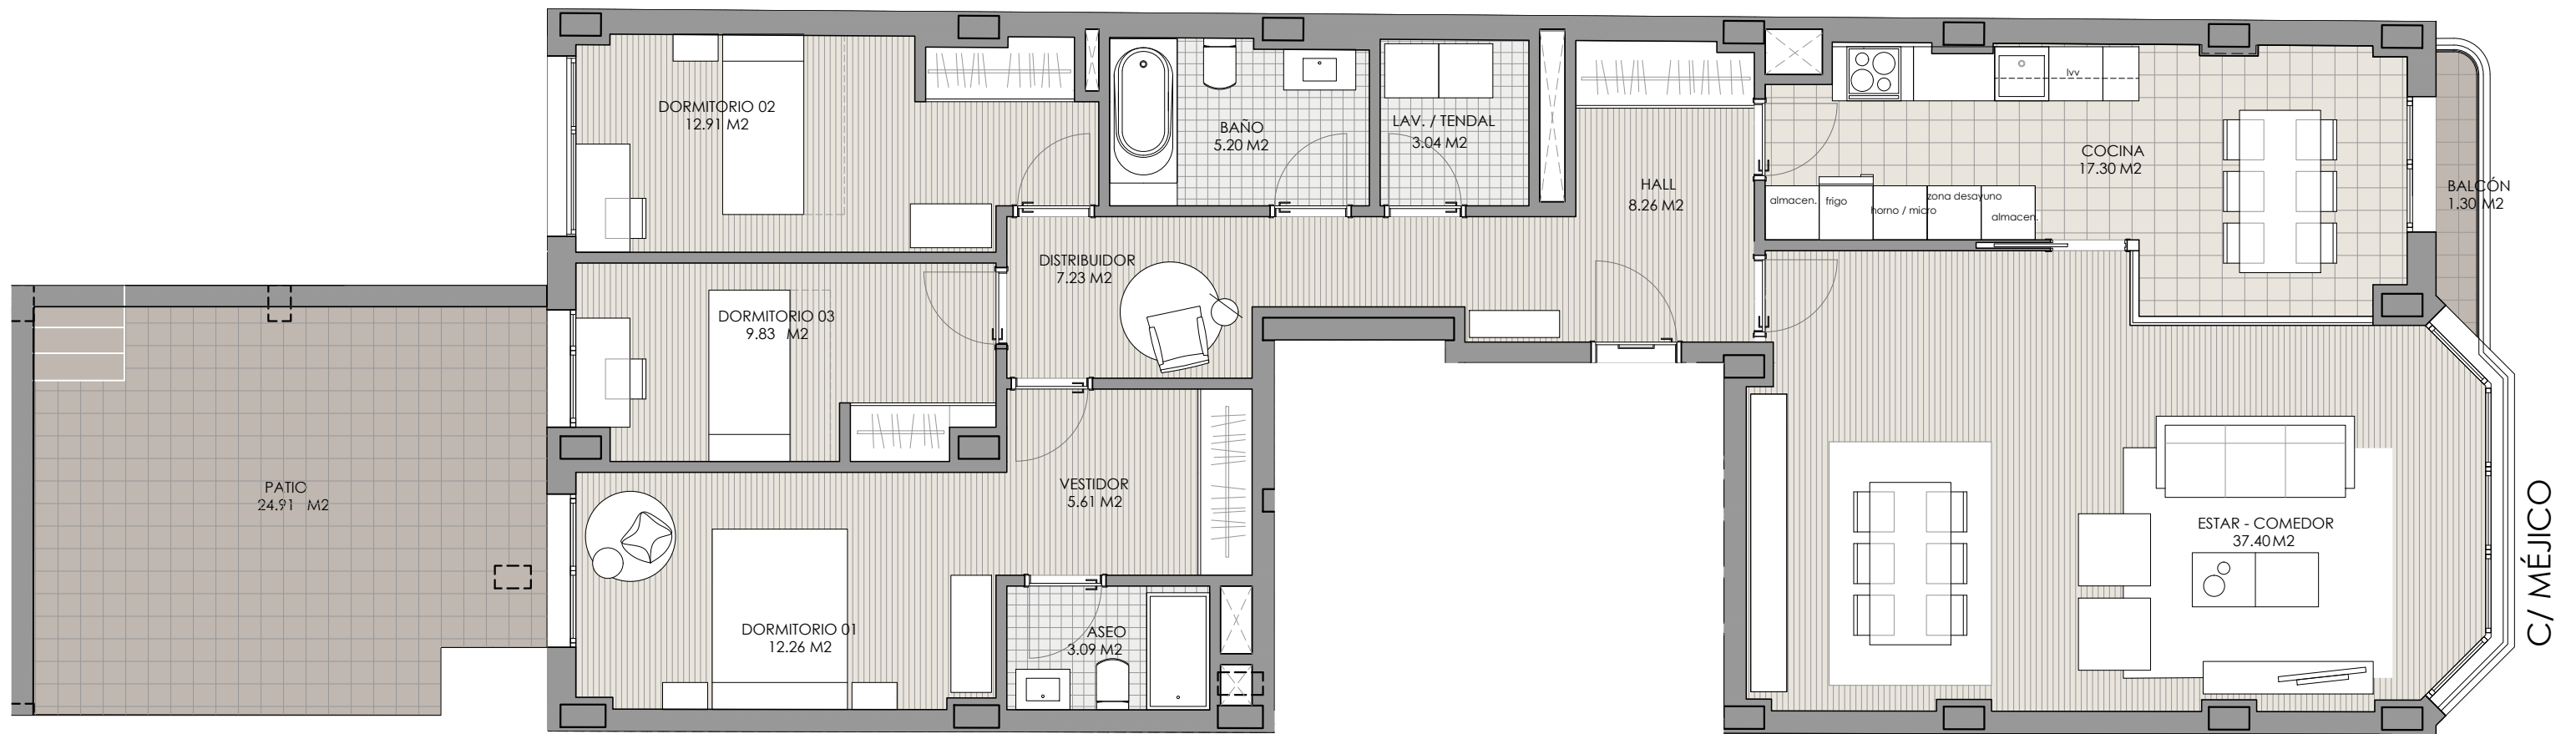 DORMITORIO 02
12.91 M2
BAÑO
5.20 M2
LAV. / TENDAL
3.04 M2
HALL
8.26 M2
lvv
COCINA
17.30 M2
almacen.
frigo
horno / micro
zona desayuno
almacen.
BALCÓN
1.30 M2
DISTRIBUIDOR
7.23 M2
DORMITORIO 03
9.83 M2
PATIO
24.91 M2
VESTIDOR
5.61 M2
ESTAR - COMEDOR
37.40 M2
C/ MÉJICO
DORMITORIO 01
12.26 M2
ASEO
3.09 M2